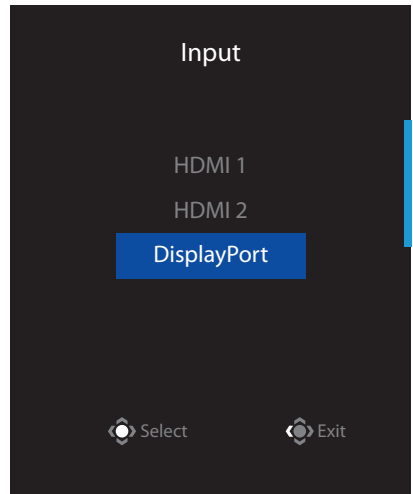 Input
HDMI 1
HDMI 2
DisplayPort
Select Exit